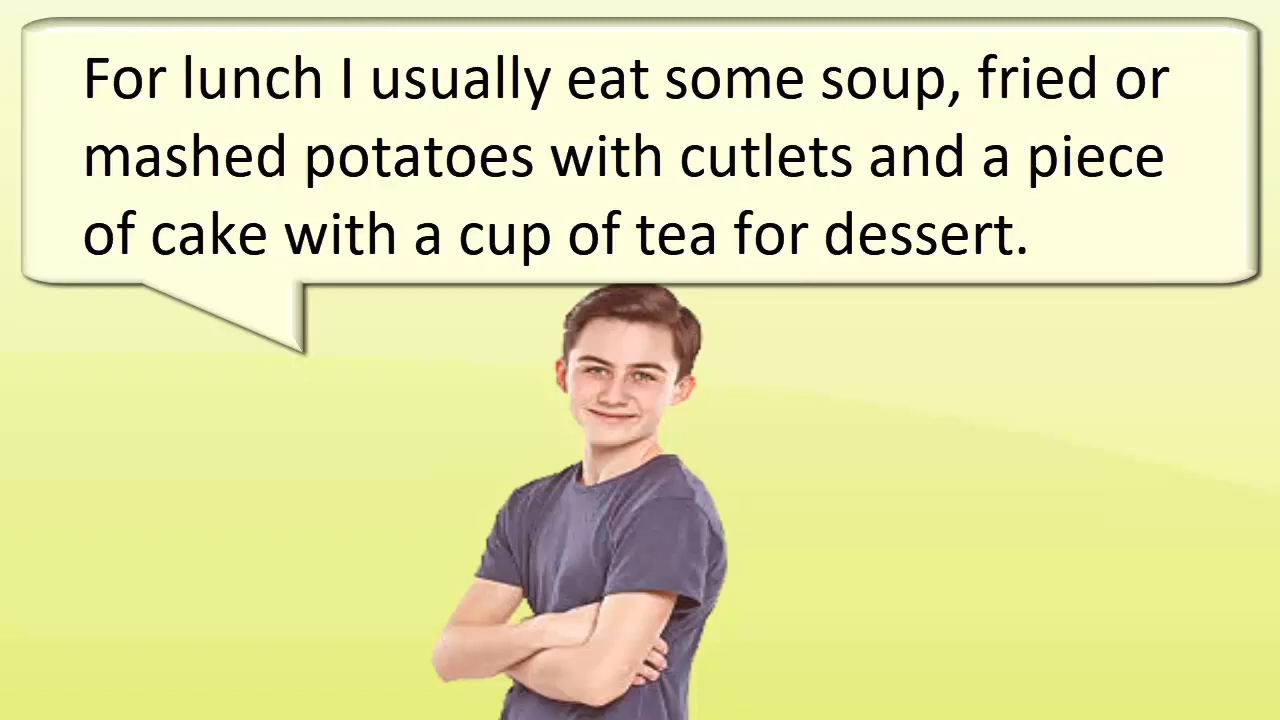 For lunch I usually eat some soup, fried or
mashed potatoes with cutlets and a piece
of cake with a cup of tea for dessert.